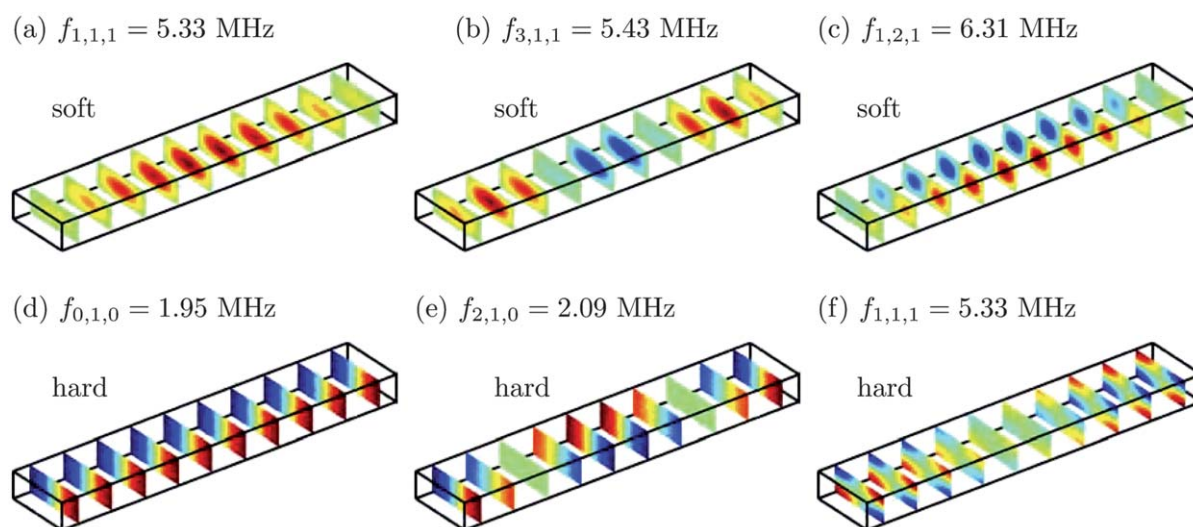 (a) f1,1,1 = 5.33 MHz
(b) f3,1,1 = 5.43 MHz
(c) f1,2,1 = 6.31 MHz
soft
soft
soft
(d) f0,1,0 = 1.95 MHz
(e) f2,1,0 = 2.09 MHz
(f) f1,1,1 = 5.33 MHz
hard
hard
hard